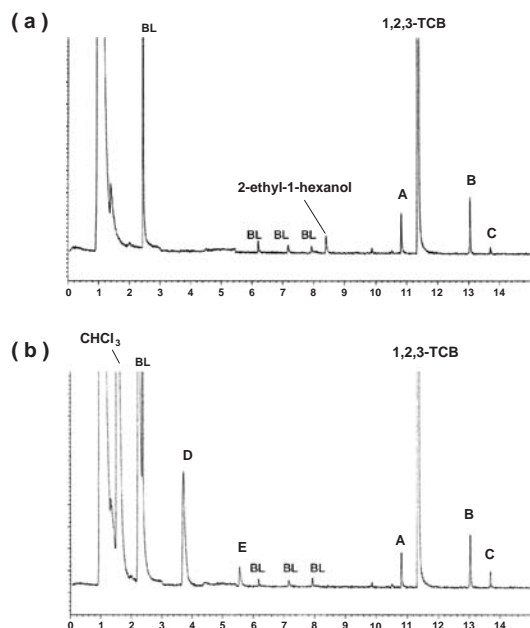 ( a )
BL
1,2,3-TCB
2-ethyl-1-hexanol
A
B
C
BL BL BL
0 1 2 3 4 5 6 7 8 9 10 11 12 13 14
( b )
CHCl₃
BL
1,2,3-TCB
D
E
A
B
C
BL BL BL
0 1 2 3 4 5 6 7 8 9 10 11 12 13 14